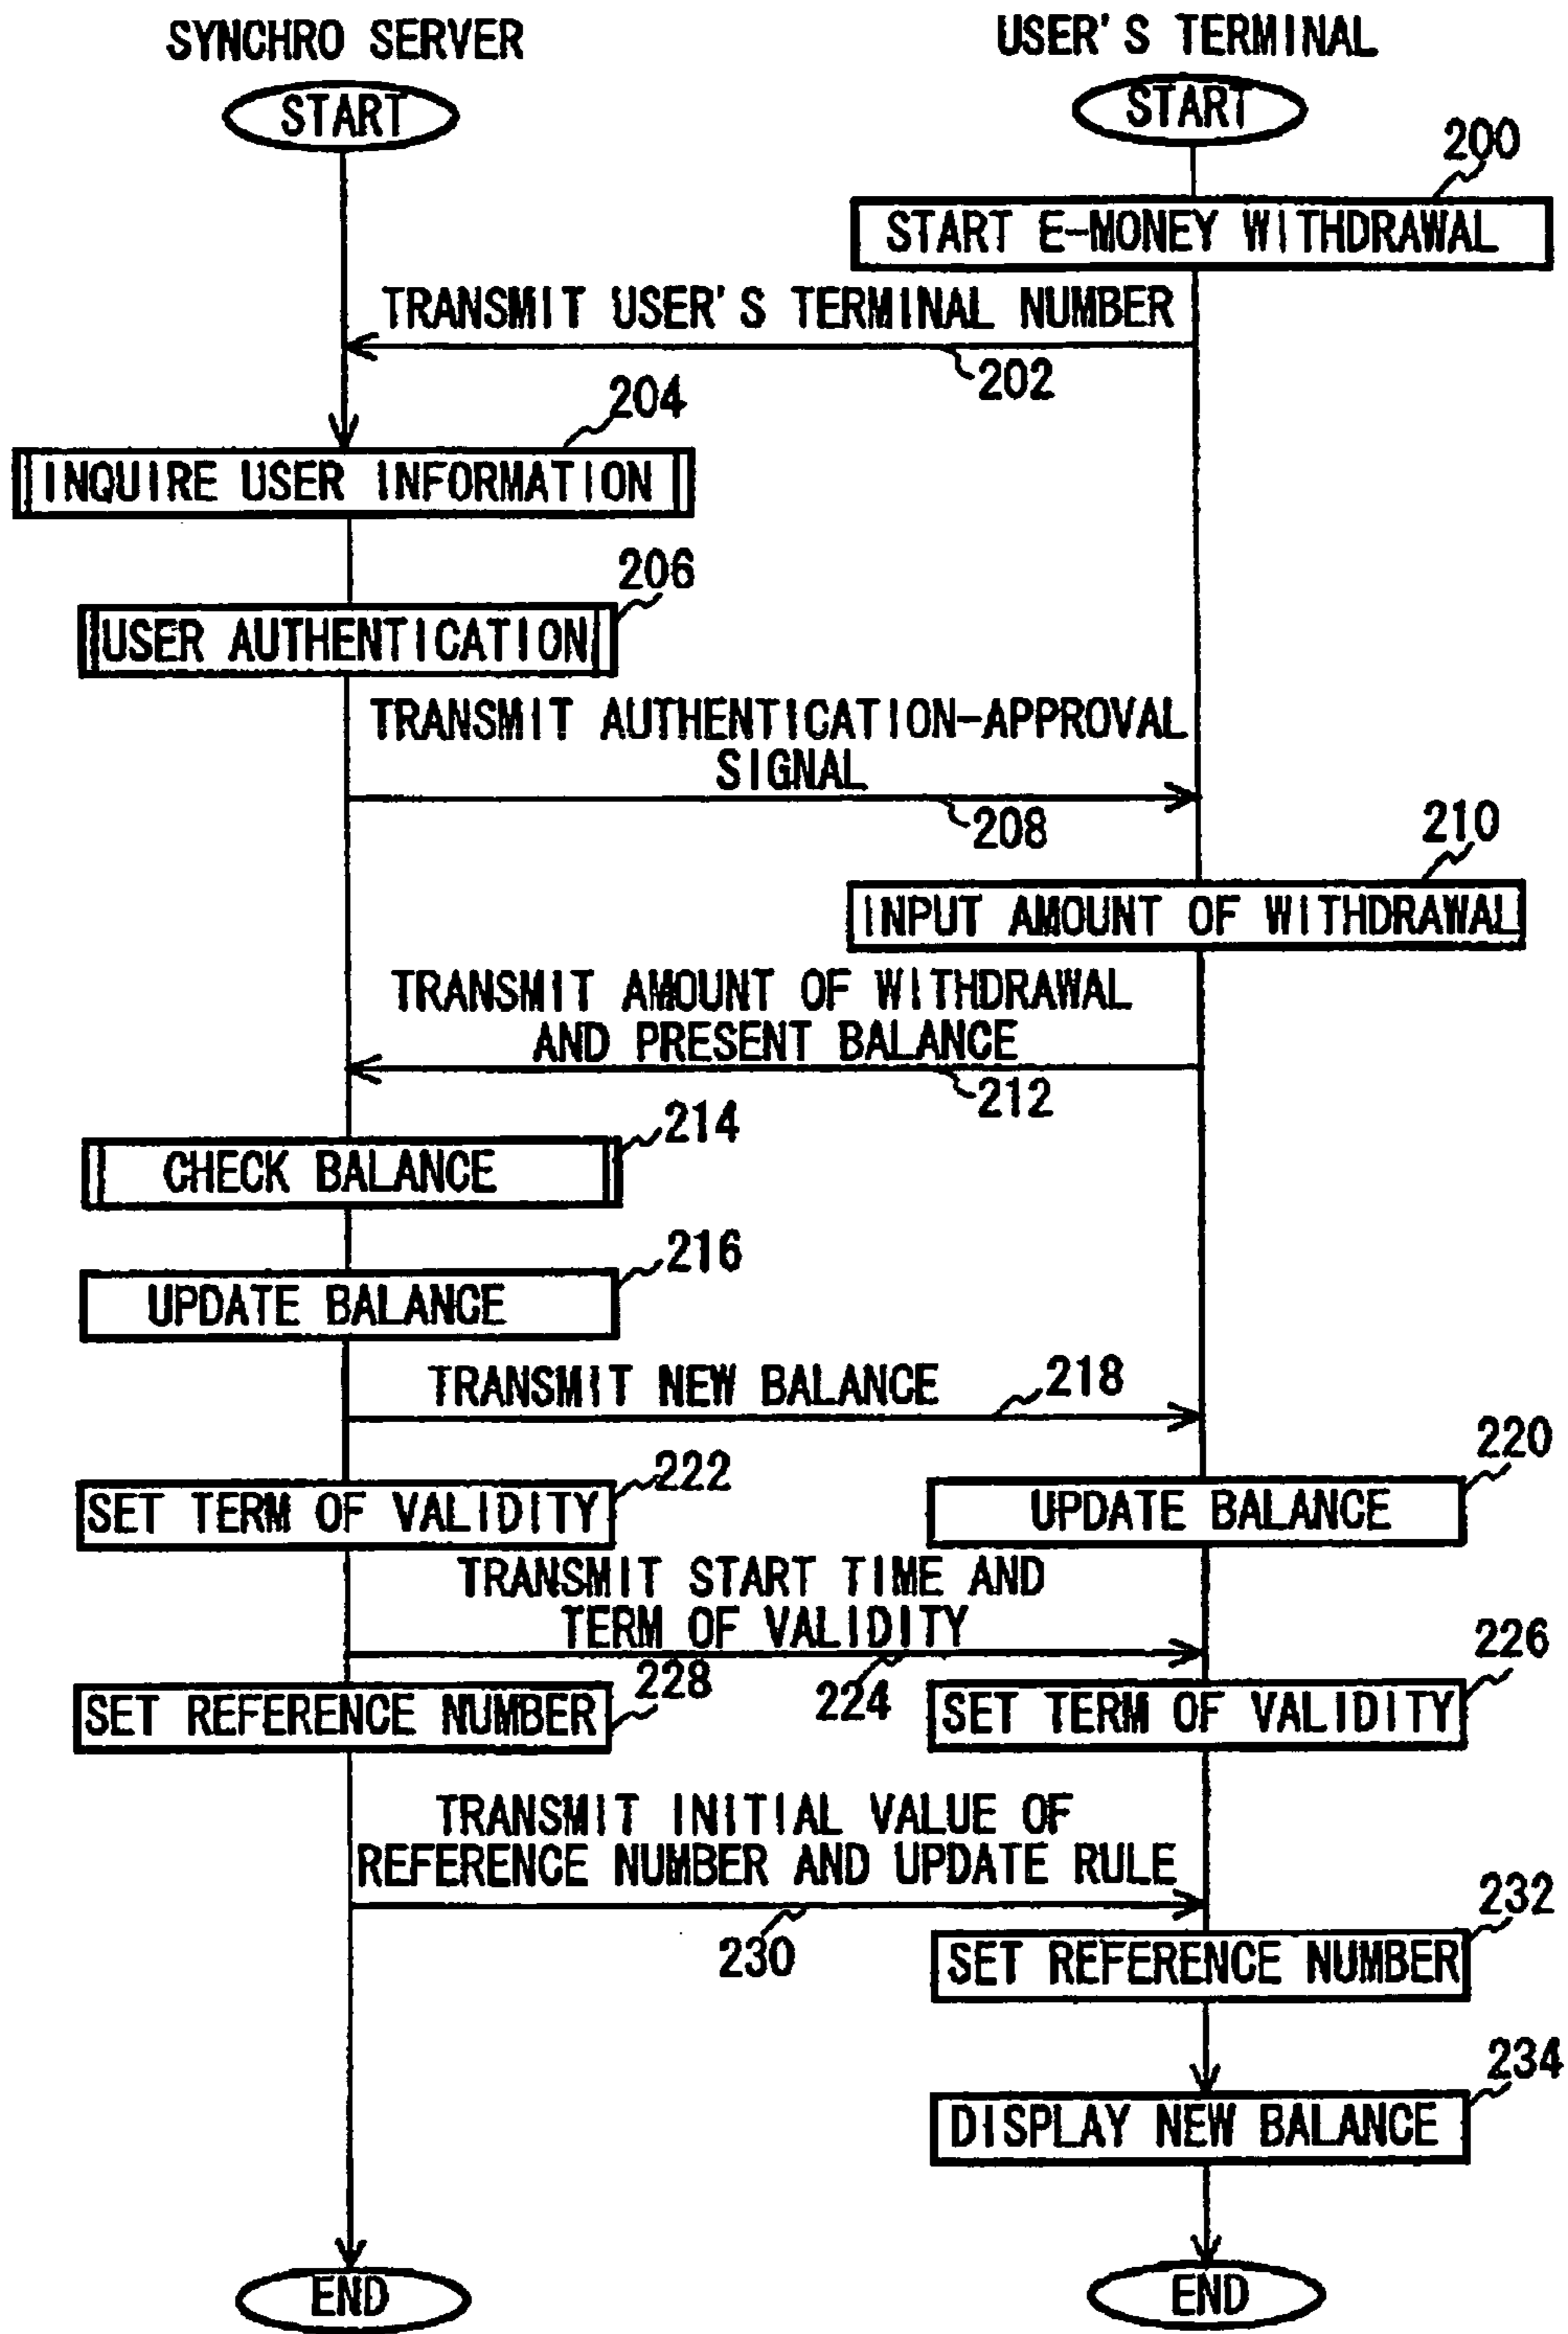 SYNCHRO SERVER
USER'S TERMINAL
START
START
200
START E-MONEY WITHDRAWAL
TRANSMIT USER'S TERMINAL NUMBER
202
204
INQUIRE USER INFORMATION
206
USER AUTHENTICATION
TRANSMIT AUTHENTICATION-APPROVAL
SIGNAL
208
210
INPUT AMOUNT OF WITHDRAWAL
TRANSMIT AMOUNT OF WITHDRAWAL
AND PRESENT BALANCE
212
214
CHECK BALANCE
216
UPDATE BALANCE
TRANSMIT NEW BALANCE
218
220
222
SET TERM OF VALIDITY
UPDATE BALANCE
TRANSMIT START TIME AND
TERM OF VALIDITY
224
226
228
SET REFERENCE NUMBER
SET TERM OF VALIDITY
TRANSMIT INITIAL VALUE OF
REFERENCE NUMBER AND UPDATE RULE
230
232
SET REFERENCE NUMBER
234
DISPLAY NEW BALANCE
END
END